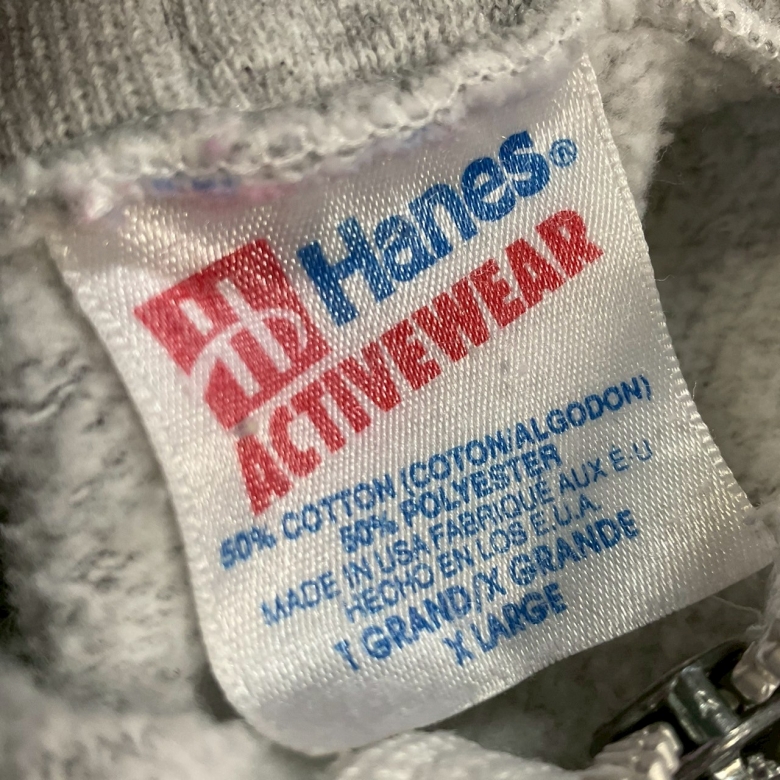 Hanes®
ACTIVEWEAR
50% COTTON (COTON/ALGODON)
50% POLYESTER
MADE IN USA FABRIQUE AUX E U
HECHO EN LOS E.U.A.
T GRAND/X GRANDE
X LARGE